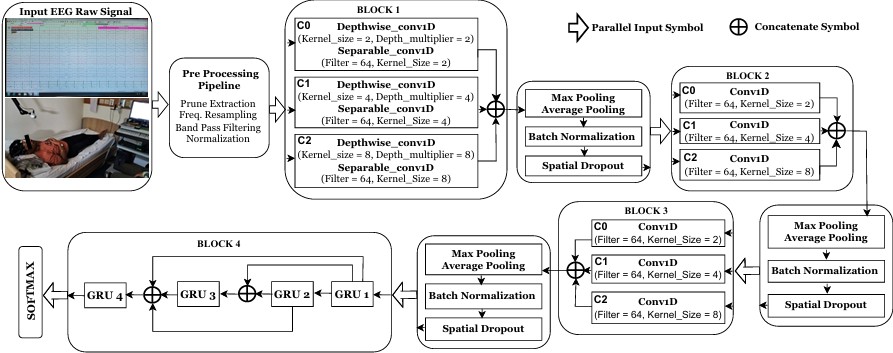 Input EEG Raw Signal
Pre Processing
Pipeline
Prune Extraction
Freq. Resampling
Band Pass Filtering
Normalization
BLOCK 1
C0
Depthwise_conv1D
(Kernel_size = 2, Depth_multiplier = 2)
Separable_conv1D
(Filter = 64, Kernel_Size = 2)
C1
Depthwise_conv1D
(Kernel_size = 4, Depth_multiplier = 4)
Separable_conv1D
(Filter = 64, Kernel_Size = 4)
C2
Depthwise_conv1D
(Kernel_size = 8, Depth_multiplier = 8)
Separable_conv1D
(Filter = 64, Kernel_Size = 8)
Parallel Input Symbol
Concatenate Symbol
Max Pooling
Average Pooling
Batch Normalization
Spatial Dropout
BLOCK 2
C0
Conv1D
(Filter = 64, Kernel_Size = 2)
C1
Conv1D
(Filter = 64, Kernel_Size = 4)
C2
Conv1D
(Filter = 64, Kernel_Size = 8)
Max Pooling
Average Pooling
Batch Normalization
Spatial Dropout
BLOCK 3
C0
Conv1D
(Filter = 64, Kernel_Size = 2)
C1
Conv1D
(Filter = 64, Kernel_Size = 4)
C2
Conv1D
(Filter = 64, Kernel_Size = 8)
Max Pooling
Average Pooling
Batch Normalization
Spatial Dropout
BLOCK 4
GRU 1
GRU 2
GRU 3
GRU 4
SOFTMAX